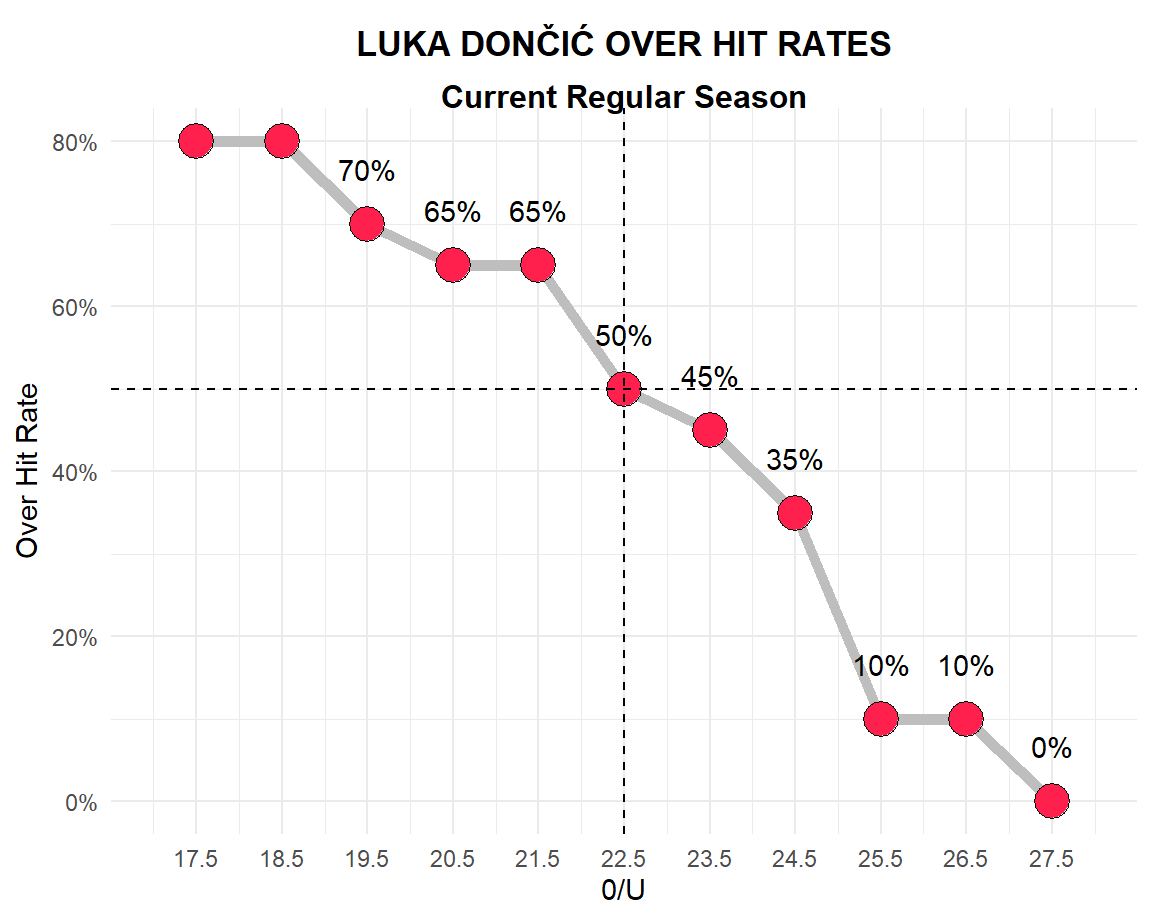 LUKA DONČIĆ OVER HIT RATES
Current Regular Season
80%
70%
65% 65%
60%
50%
45%
Over Hit Rate
40%
35%
20%
10% 10%
0%
0%
17.5 18.5 19.5 20.5 21.5 22.5 23.5 24.5 25.5 26.5 27.5
0/U